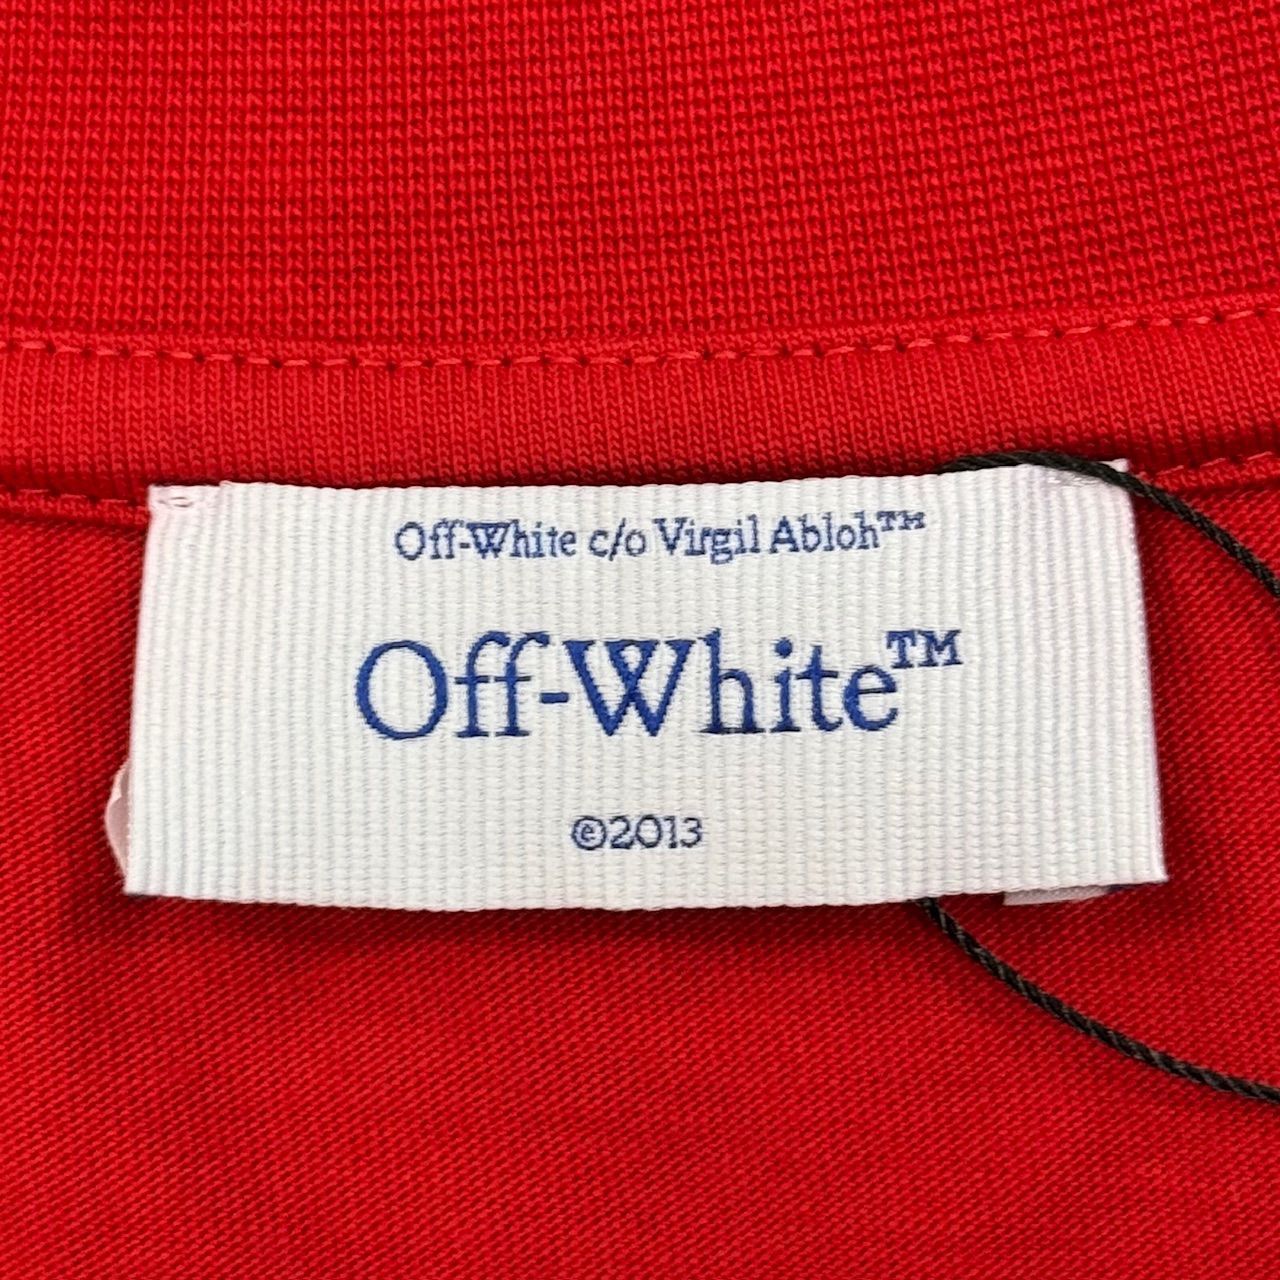 Off-White c/o Virgil Abloh™
Off-White™
©2013